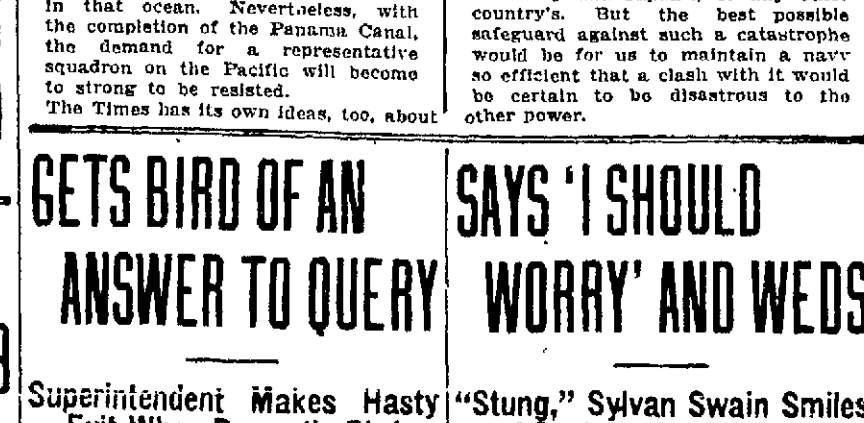 in that ocean. Nevertheless, with
the completion of the Panama Canal,
the demand for a representative
squadron on the Pacific will become
to strong to be resisted.
The Times has its own ideas, too, about
country's. But the best possible
safeguard against such a catastrophe
would be for us to maintain a navy
so efficient that a clash with it would
be certain to be disastrous to the
other power.
GETS BIRD OF AN
ANSWER TO QUERY
Superintendent Makes Hasty
SAYS 'I SHOULD
WORRY' AND WEDS
"Stung," Sylvan Swain Smiles